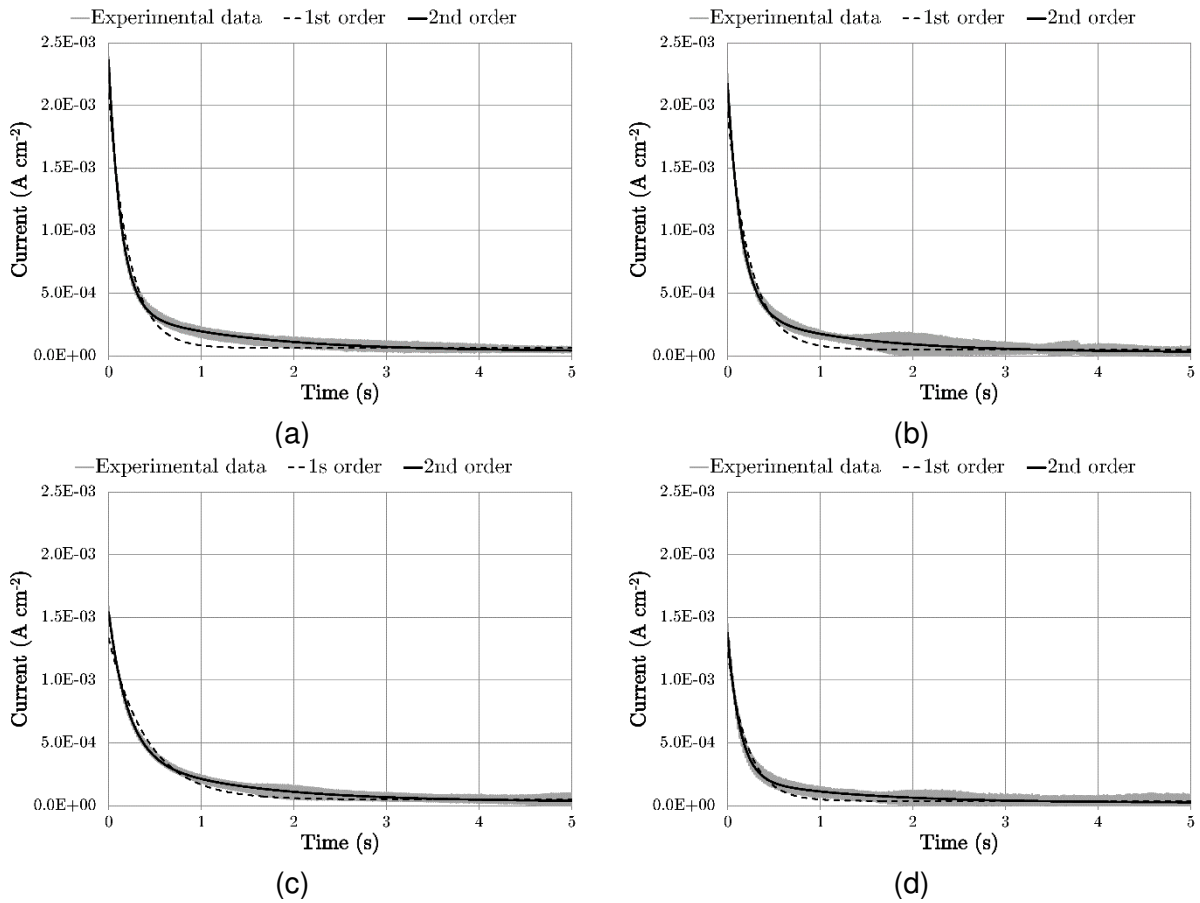 Experimental data 1st order 2nd order
2.5E-03
2.0E-03
1.5E-03
1.0E-03
5.0E-04
0.0E+00
Current (A cm-2)
0 1 2 3 4 5
Time (s)
(a)
Experimental data 1st order 2nd order
2.5E-03
2.0E-03
1.5E-03
1.0E-03
5.0E-04
0.0E+00
Current (A cm-2)
0 1 2 3 4 5
Time (s)
(b)
Experimental data 1s order 2nd order
2.5E-03
2.0E-03
1.5E-03
1.0E-03
5.0E-04
0.0E+00
Current (A cm-2)
0 1 2 3 4 5
Time (s)
(c)
Experimental data 1st order 2nd order
2.5E-03
2.0E-03
1.5E-03
1.0E-03
5.0E-04
0.0E+00
Current (A cm-2)
0 1 2 3 4 5
Time (s)
(d)